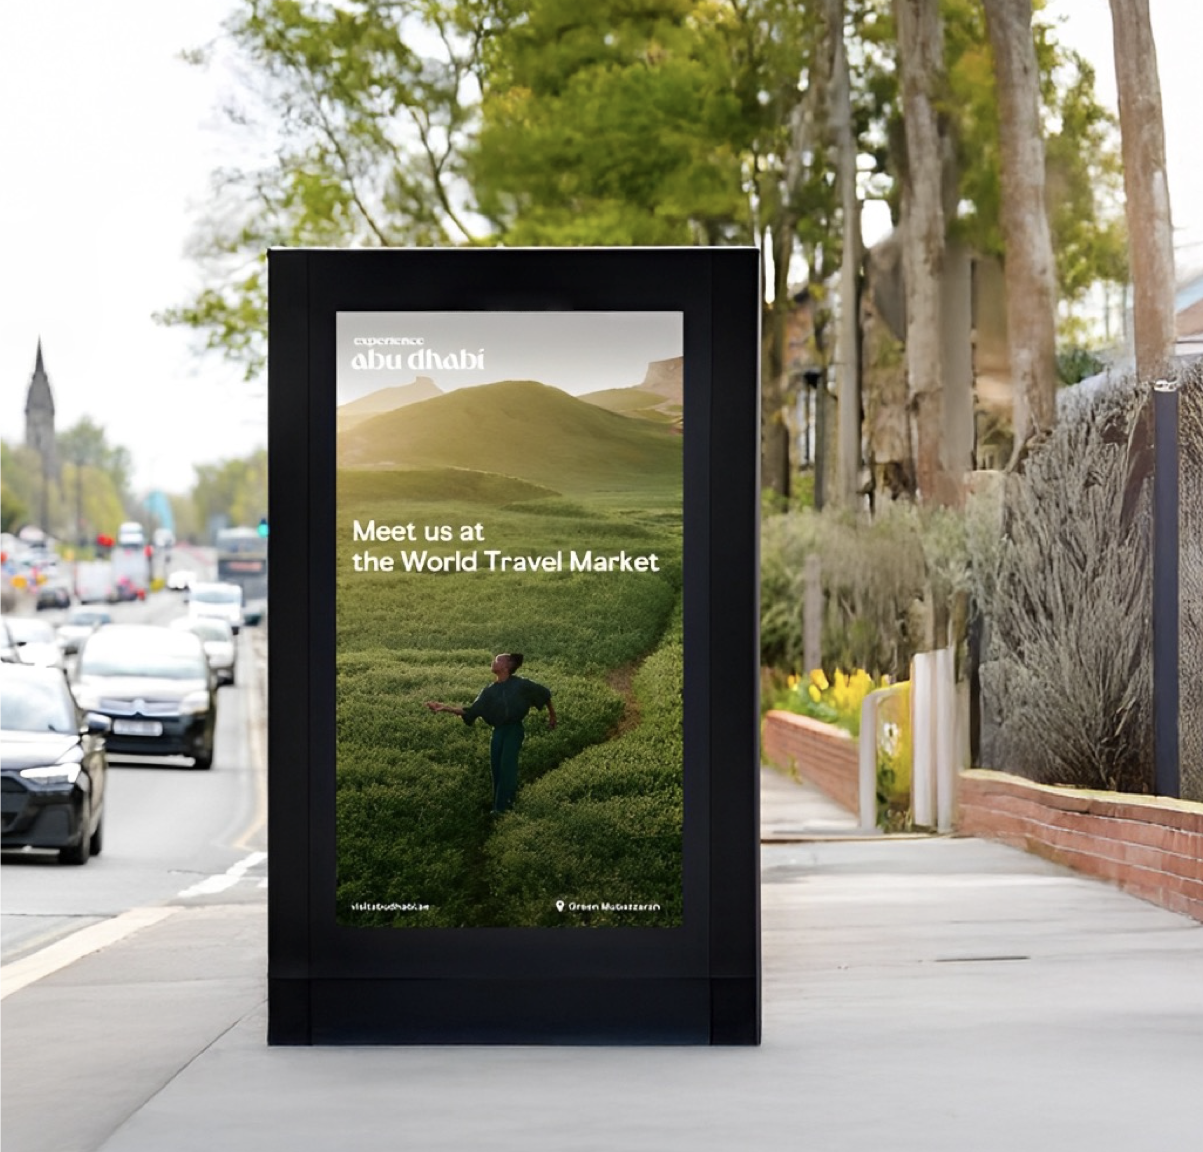 experience
abu dhabi
Meet us at
the World Travel Market
visitabudhabi.ae
Green Mubazzarah